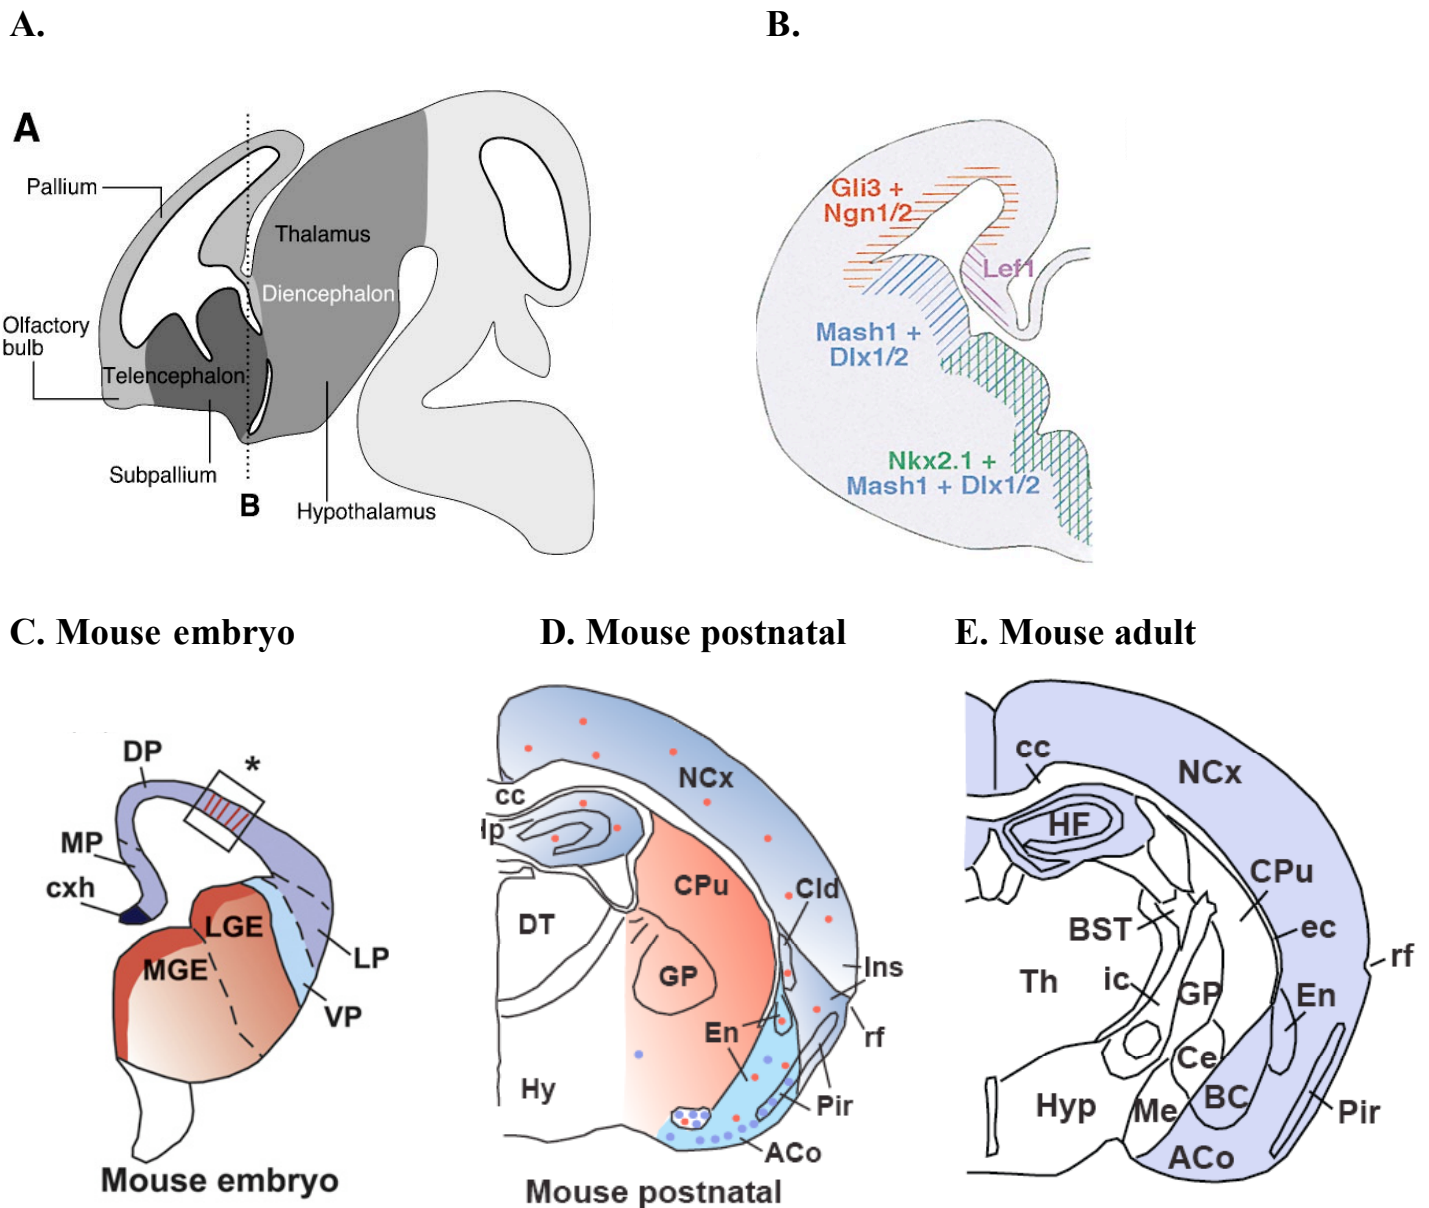 A.
B.
A
Pallium
Thalamus
Diencephalon
Olfactory
bulb
Telencephalon
Subpallium
B
Hypothalamus
Gli3 +
Ngn1/2
Lef1
Mash1 +
Dlx1/2
Nkx2.1 +
Mash1 + Dlx1/2
C. Mouse embryo
D. Mouse postnatal
E. Mouse adult
DP
*
MP
cxh
LGE
MGE
LP
VP
Mouse embryo
NCx
cc
CPu
Cld
DT
GP
Ins
En
rf
Hy
Pir
ACo
Mouse postnatal
cc
NCx
HF
CPu
BST
ec
rf
Th
ic
GP
En
Ce
Hyp
Me
BC
Pir
ACo